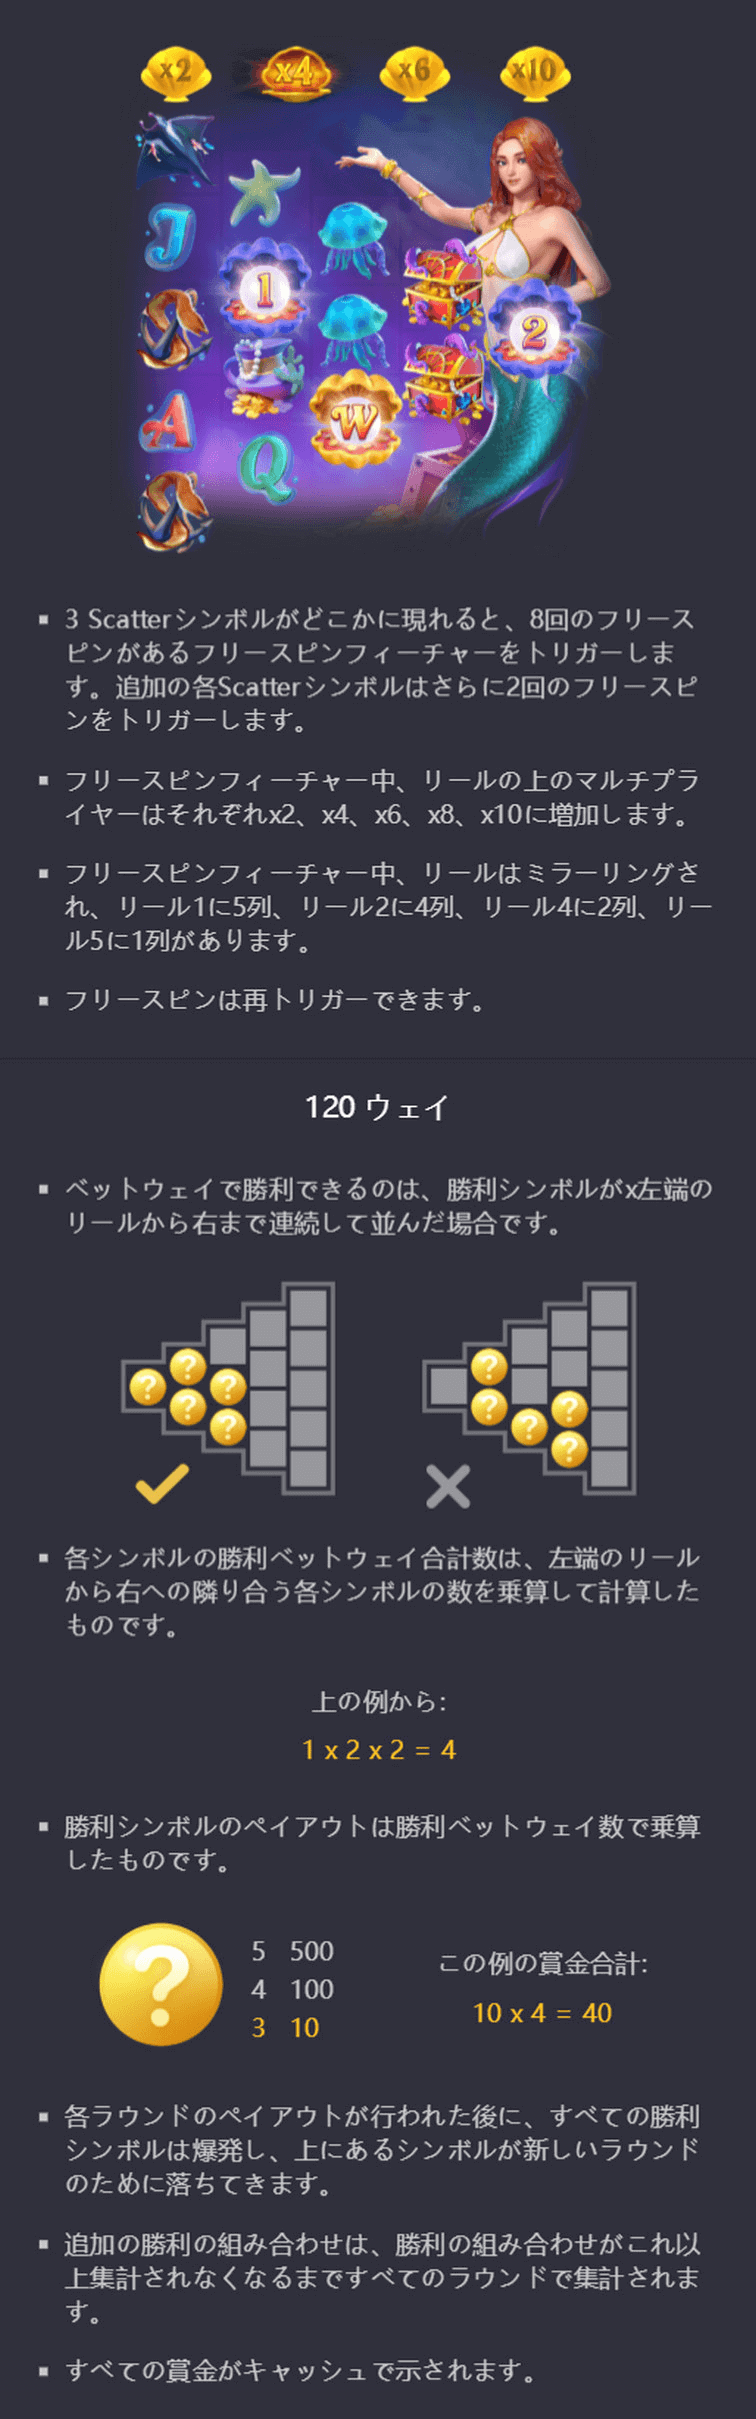 x2 x4 x6 x10
J
1
2
A
W
Q
▪ 3 Scatterシンボルがどこかに現れると、8回のフリース
ピンがあるフリースピンフィーチャーをトリガーしま
す。追加の各Scatterシンボルはさらに2回のフリースピ
ンをトリガーします。
▪ フリースピンフィーチャー中、リールの上のマルチプラ
イヤーはそれぞれx2、x4、x6、x8、x10に増加します。
▪ フリースピンフィーチャー中、リールはミラーリングさ
れ、リール1に5列、リール2に4列、リール4に2列、リー
ル5に1列があります。
▪ フリースピンは再トリガーできます。
120 ウェイ
▪ ベットウェイで勝利できるのは、勝利シンボルがx左端の
リールから右まで連続して並んだ場合です。
? ? ? ? ?
? ? ? ? ?
▪ 各シンボルの勝利ベットウェイ合計数は、左端のリール
から右への隣り合う各シンボルの数を乗算して計算した
ものです。
上の例から:
1 x 2 x 2 = 4
▪ 勝利シンボルのペイアウトは勝利ベットウェイ数で乗算
したものです。
?
5 500
4 100
3 10
この例の賞金合計:
10 x 4 = 40
▪ 各ラウンドのペイアウトが行われた後に、すべての勝利
シンボルは爆発し、上にあるシンボルが新しいラウンド
のために落ちてきます。
▪ 追加の勝利の組み合わせは、勝利の組み合わせがこれ以
上集計されなくなるまですべてのラウンドで集計されま
す。
▪ すべての賞金がキャッシュで示されます。